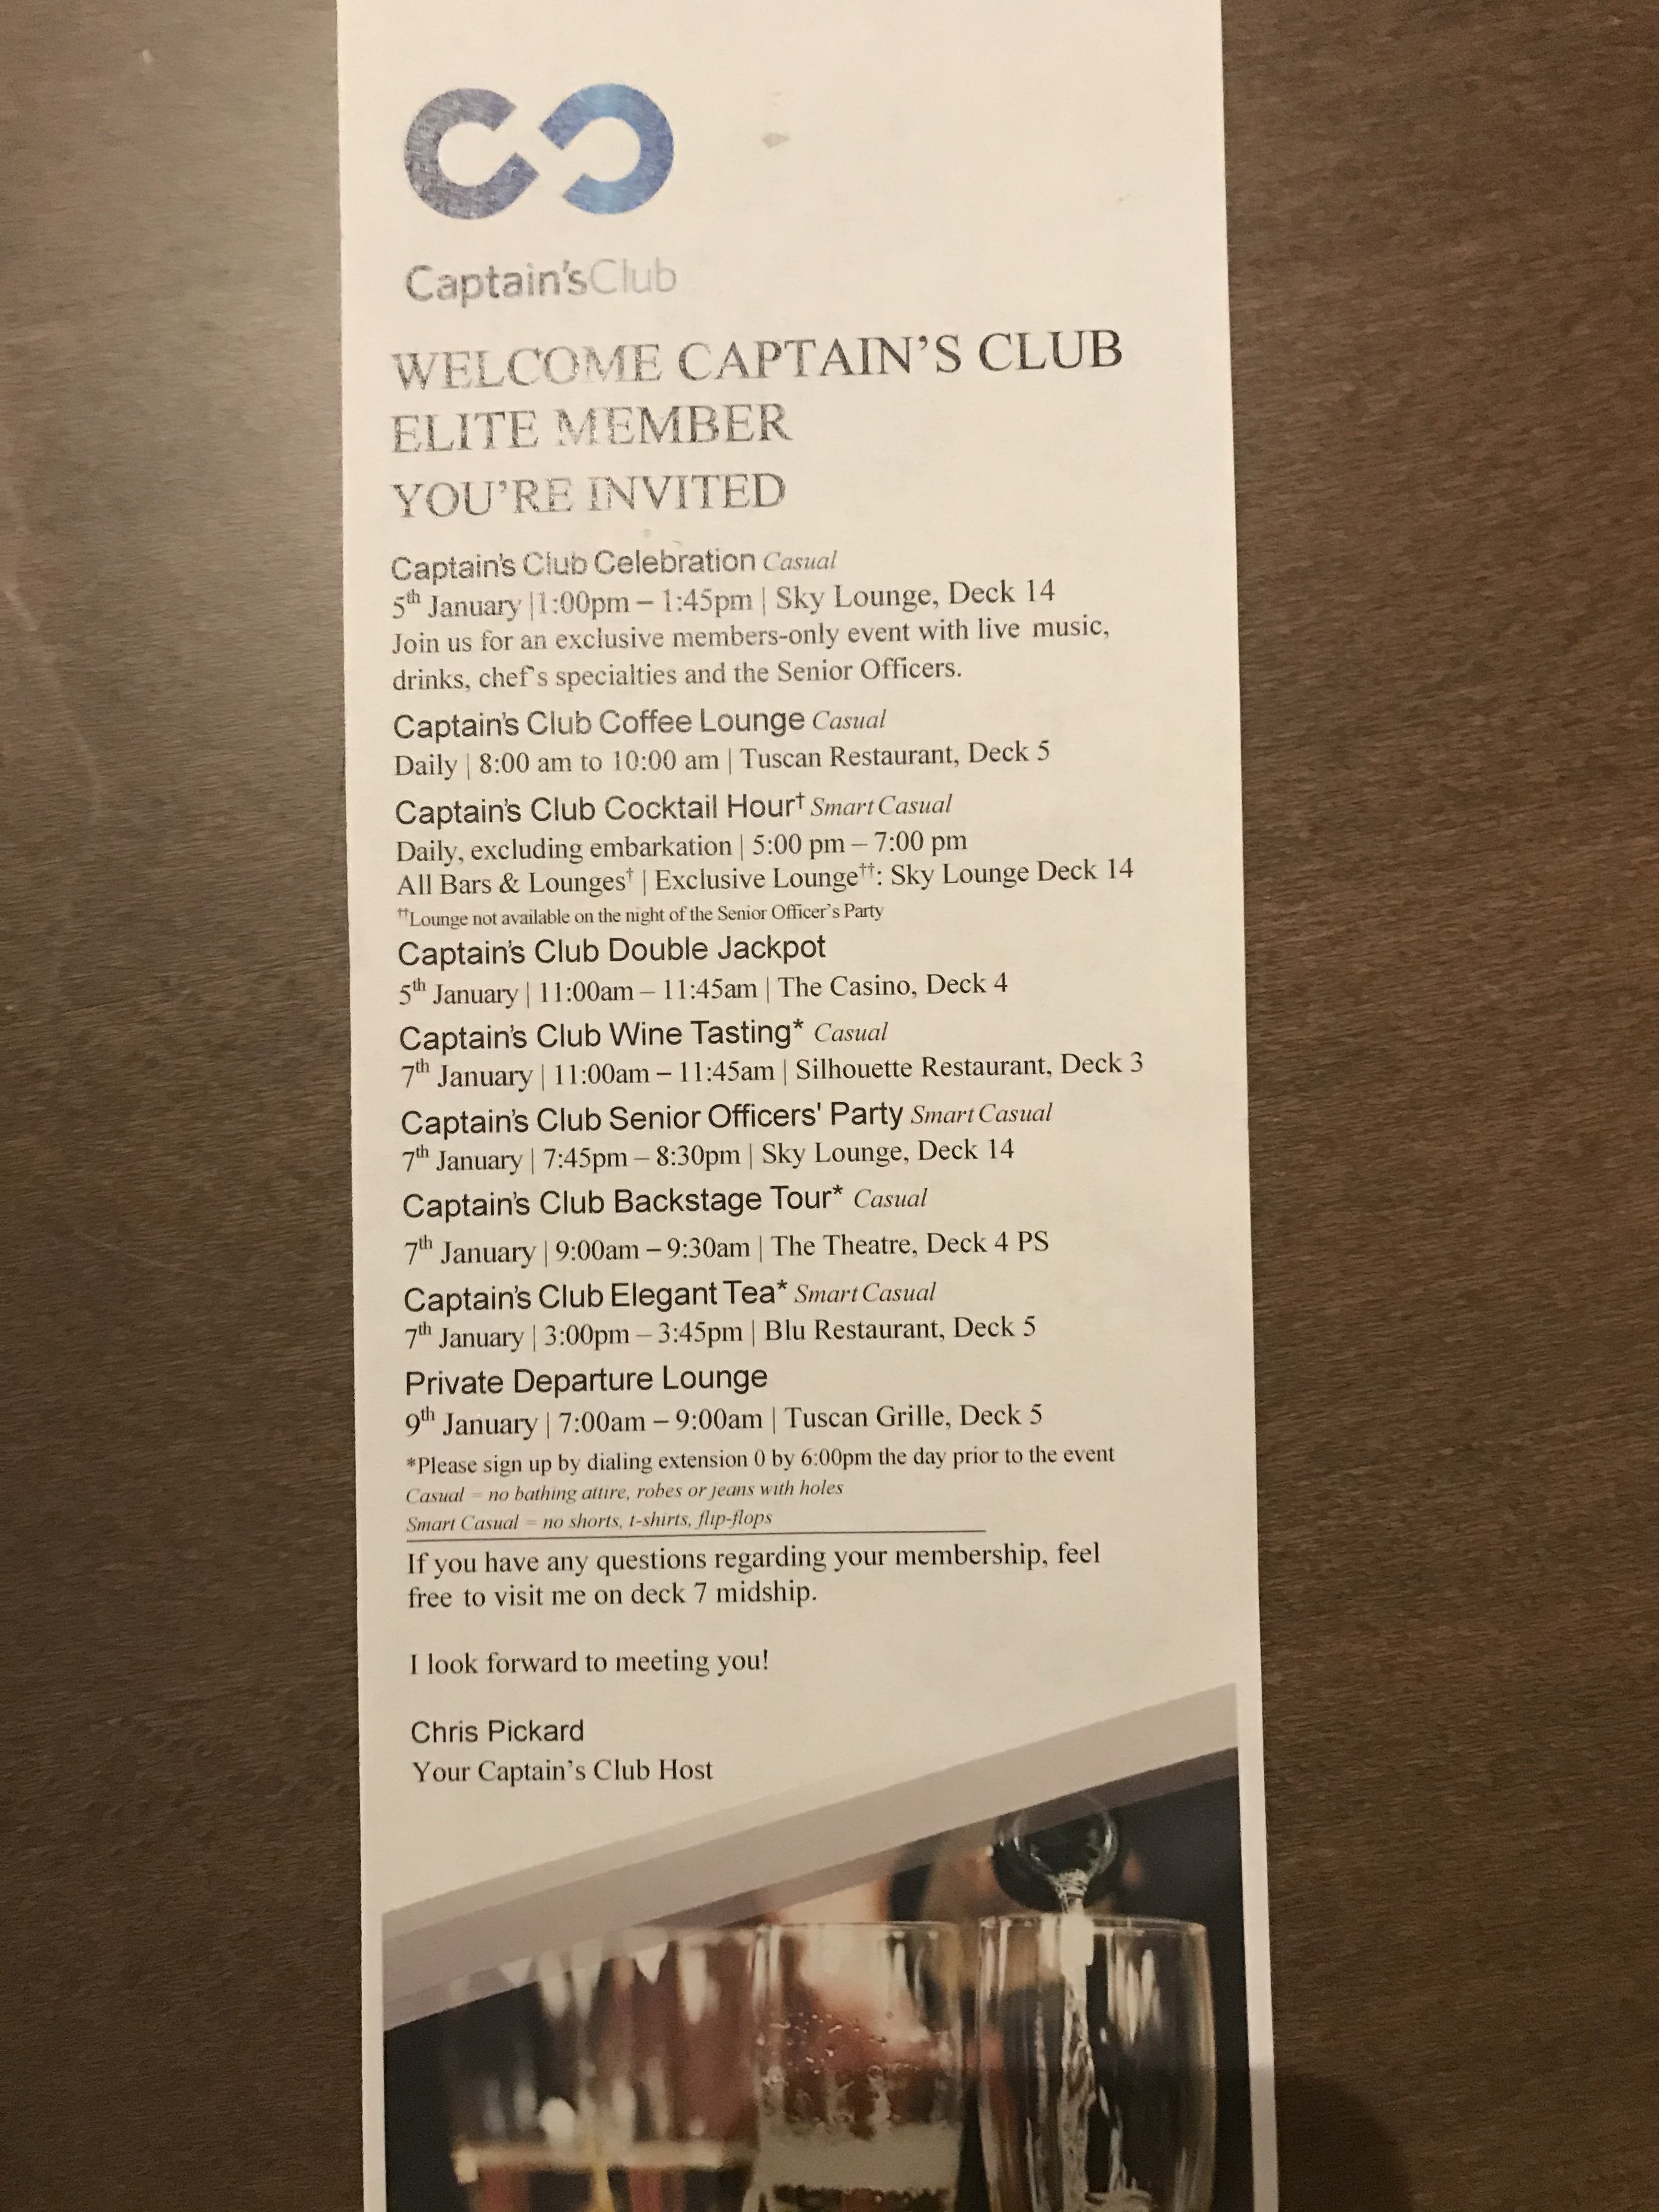 Captain'sClub
WELCOME CAPTAIN'S CLUB
ELITE MEMBER
YOU'RE INVITED
Captain's Club Celebration Casual
5th January |1:00pm – 1:45pm | Sky Lounge, Deck 14
Join us for an exclusive members-only event with live music,
drinks, chef's specialties and the Senior Officers.
Captain's Club Coffee Lounge Casual
Daily | 8:00 am to 10:00 am | Tuscan Restaurant, Deck 5
Captain's Club Cocktail Hour† Smart Casual
Daily, excluding embarkation | 5:00 pm – 7:00 pm
All Bars & Lounges† | Exclusive Lounge††: Sky Lounge Deck 14
††Lounge not available on the night of the Senior Officer's Party
Captain's Club Double Jackpot
5th January | 11:00am – 11:45am | The Casino, Deck 4
Captain's Club Wine Tasting* Casual
7th January | 11:00am – 11:45am | Silhouette Restaurant, Deck 3
Captain's Club Senior Officers' Party Smart Casual
7th January | 7:45pm – 8:30pm | Sky Lounge, Deck 14
Captain's Club Backstage Tour* Casual
7th January | 9:00am – 9:30am | The Theatre, Deck 4 PS
Captain's Club Elegant Tea* Smart Casual
7th January | 3:00pm – 3:45pm | Blu Restaurant, Deck 5
Private Departure Lounge
9th January | 7:00am – 9:00am | Tuscan Grille, Deck 5
*Please sign up by dialing extension 0 by 6:00pm the day prior to the event
Casual = no bathing attire, robes or jeans with holes
Smart Casual = no shorts, t-shirts, flip-flops
If you have any questions regarding your membership, feel
free to visit me on deck 7 midship.
I look forward to meeting you!
Chris Pickard
Your Captain's Club Host